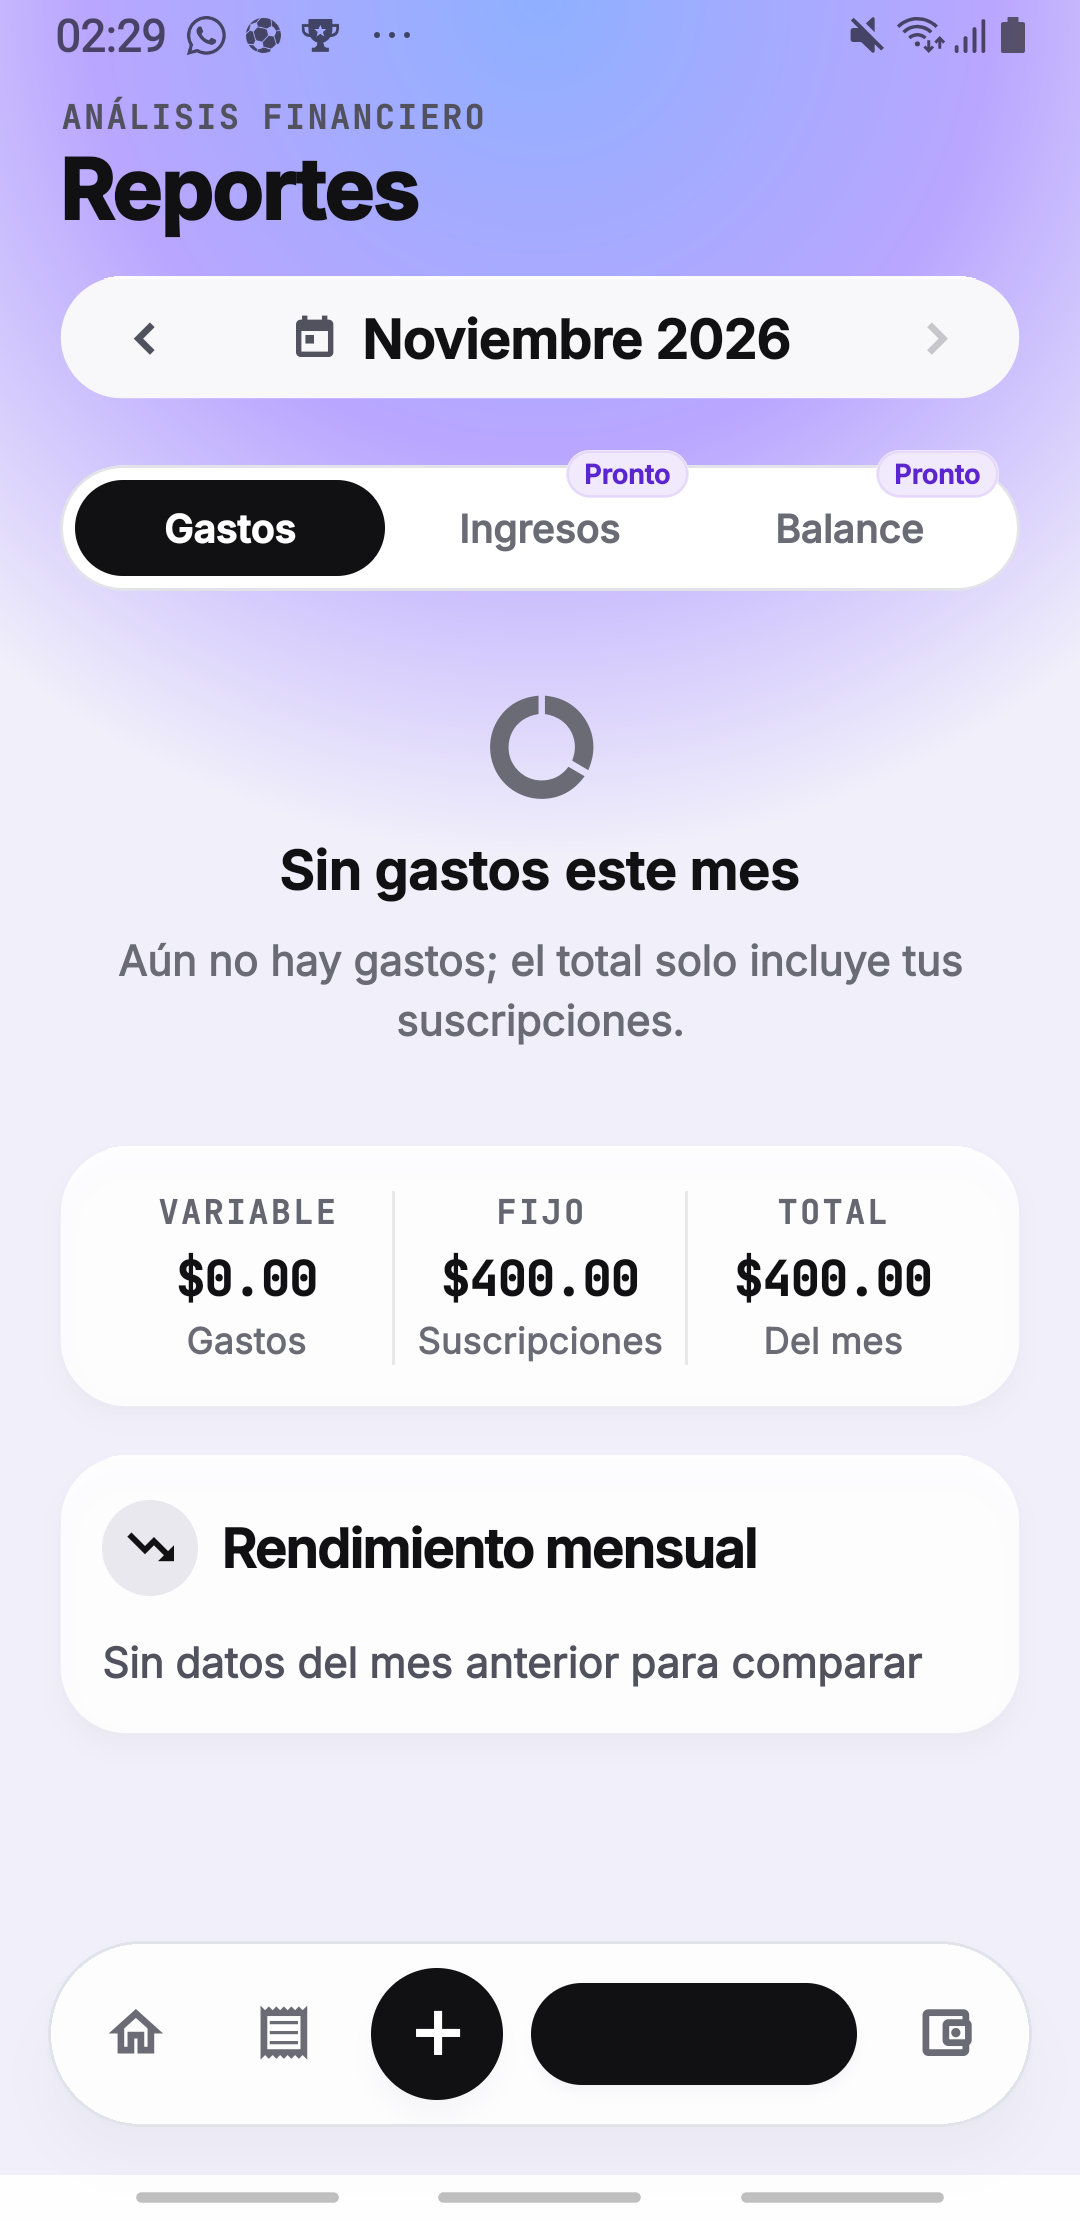 02:29
ANÁLISIS FINANCIERO
Reportes
Noviembre 2026
Pronto
Pronto
Gastos
Ingresos
Balance
Sin gastos este mes
Aún no hay gastos; el total solo incluye tus
suscripciones.
VARIABLE
FIJO
TOTAL
$0.00
$400.00
$400.00
Gastos
Suscripciones
Del mes
Rendimiento mensual
Sin datos del mes anterior para comparar